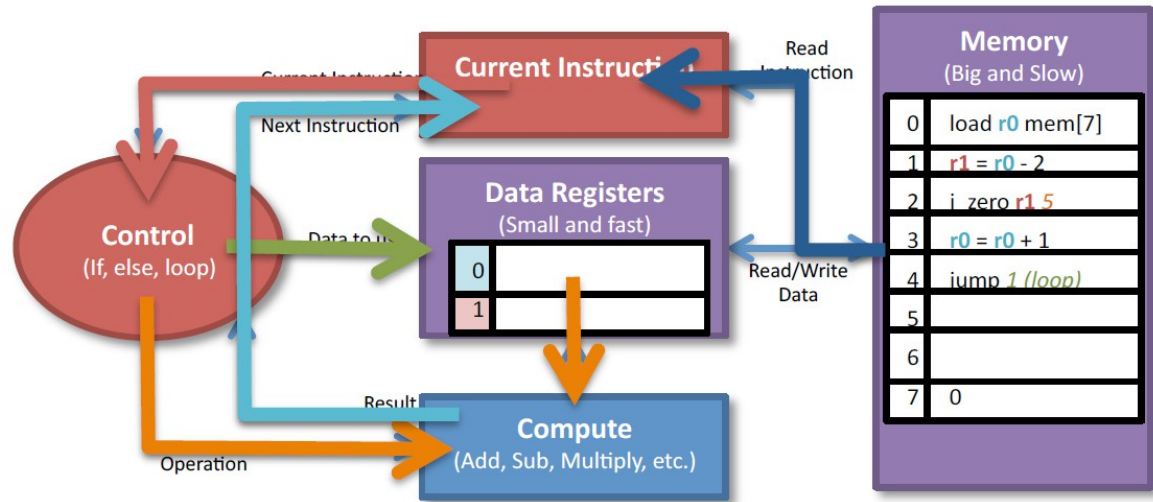 Current Instruction
Read
Instruction
Memory
(Big and Slow)
Current Instruction
Next Instruction
0 load r0 mem[7]
1 r1 = r0 - 2
2 j_zero r1 5
3 r0 = r0 + 1
4 jump 1 (loop)
5
6
7 0
Control
(If, else, loop)
Data to
Data Registers
(Small and fast)
0
1
Read/Write
Data
Result
Operation
Compute
(Add, Sub, Multiply, etc.)